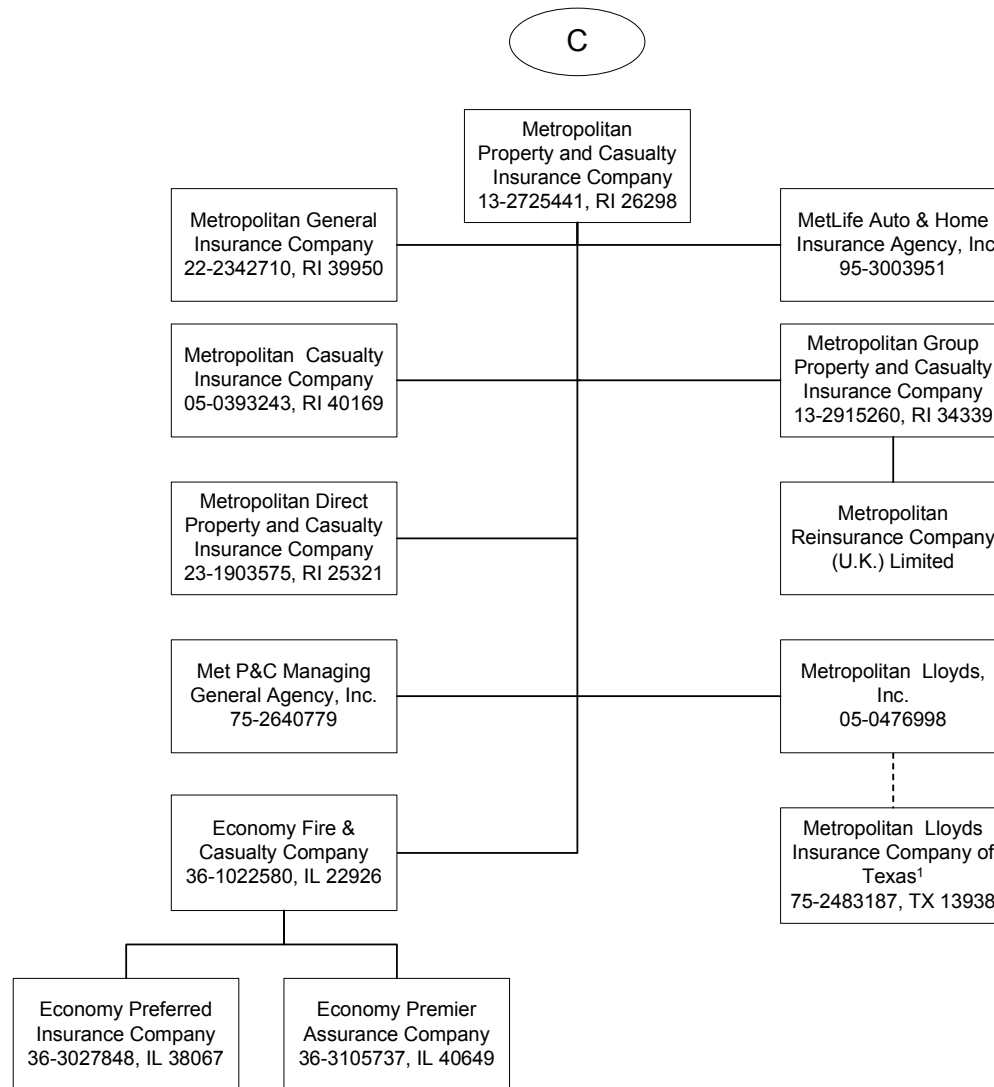 C
Metropolitan
Property and Casualty
Insurance Company
13-2725441, RI 26298
Metropolitan General
Insurance Company
22-2342710, RI 39950
MetLife Auto & Home
Insurance Agency, Inc
95-3003951
Metropolitan Casualty
Insurance Company
05-0393243, RI 40169
Metropolitan Group
Property and Casualty
Insurance Company
13-2915260, RI 34339
Metropolitan Direct
Property and Casualty
Insurance Company
23-1903575, RI 25321
Metropolitan
Reinsurance Company
(U.K.) Limited
Met P&C Managing
General Agency, Inc.
75-2640779
Metropolitan Lloyds,
Inc.
05-0476998
Economy Fire &
Casualty Company
36-1022580, IL 22926
Metropolitan Lloyds
Insurance Company of
Texas¹
75-2483187, TX 13938
Economy Preferred
Insurance Company
36-3027848, IL 38067
Economy Premier
Assurance Company
36-3105737, IL 40649